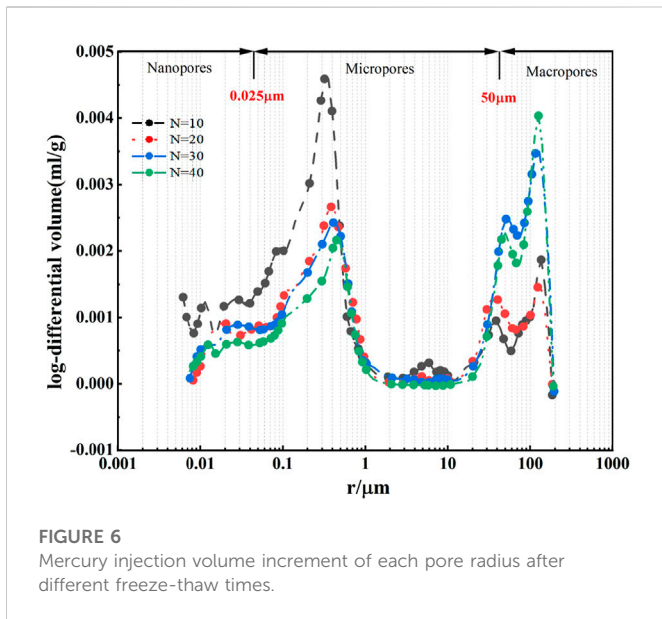 0.005
0.004
0.003
0.002
0.001
0.000
-0.001
log-differential volume(ml/g)
Nanopores
Micropores
Macropores
0.025μm
50μm
N=10
N=20
N=30
N=40
0.001
0.01
0.1
1
10
100
1000
r/μm
FIGURE 6
Mercury injection volume increment of each pore radius after
different freeze-thaw times.